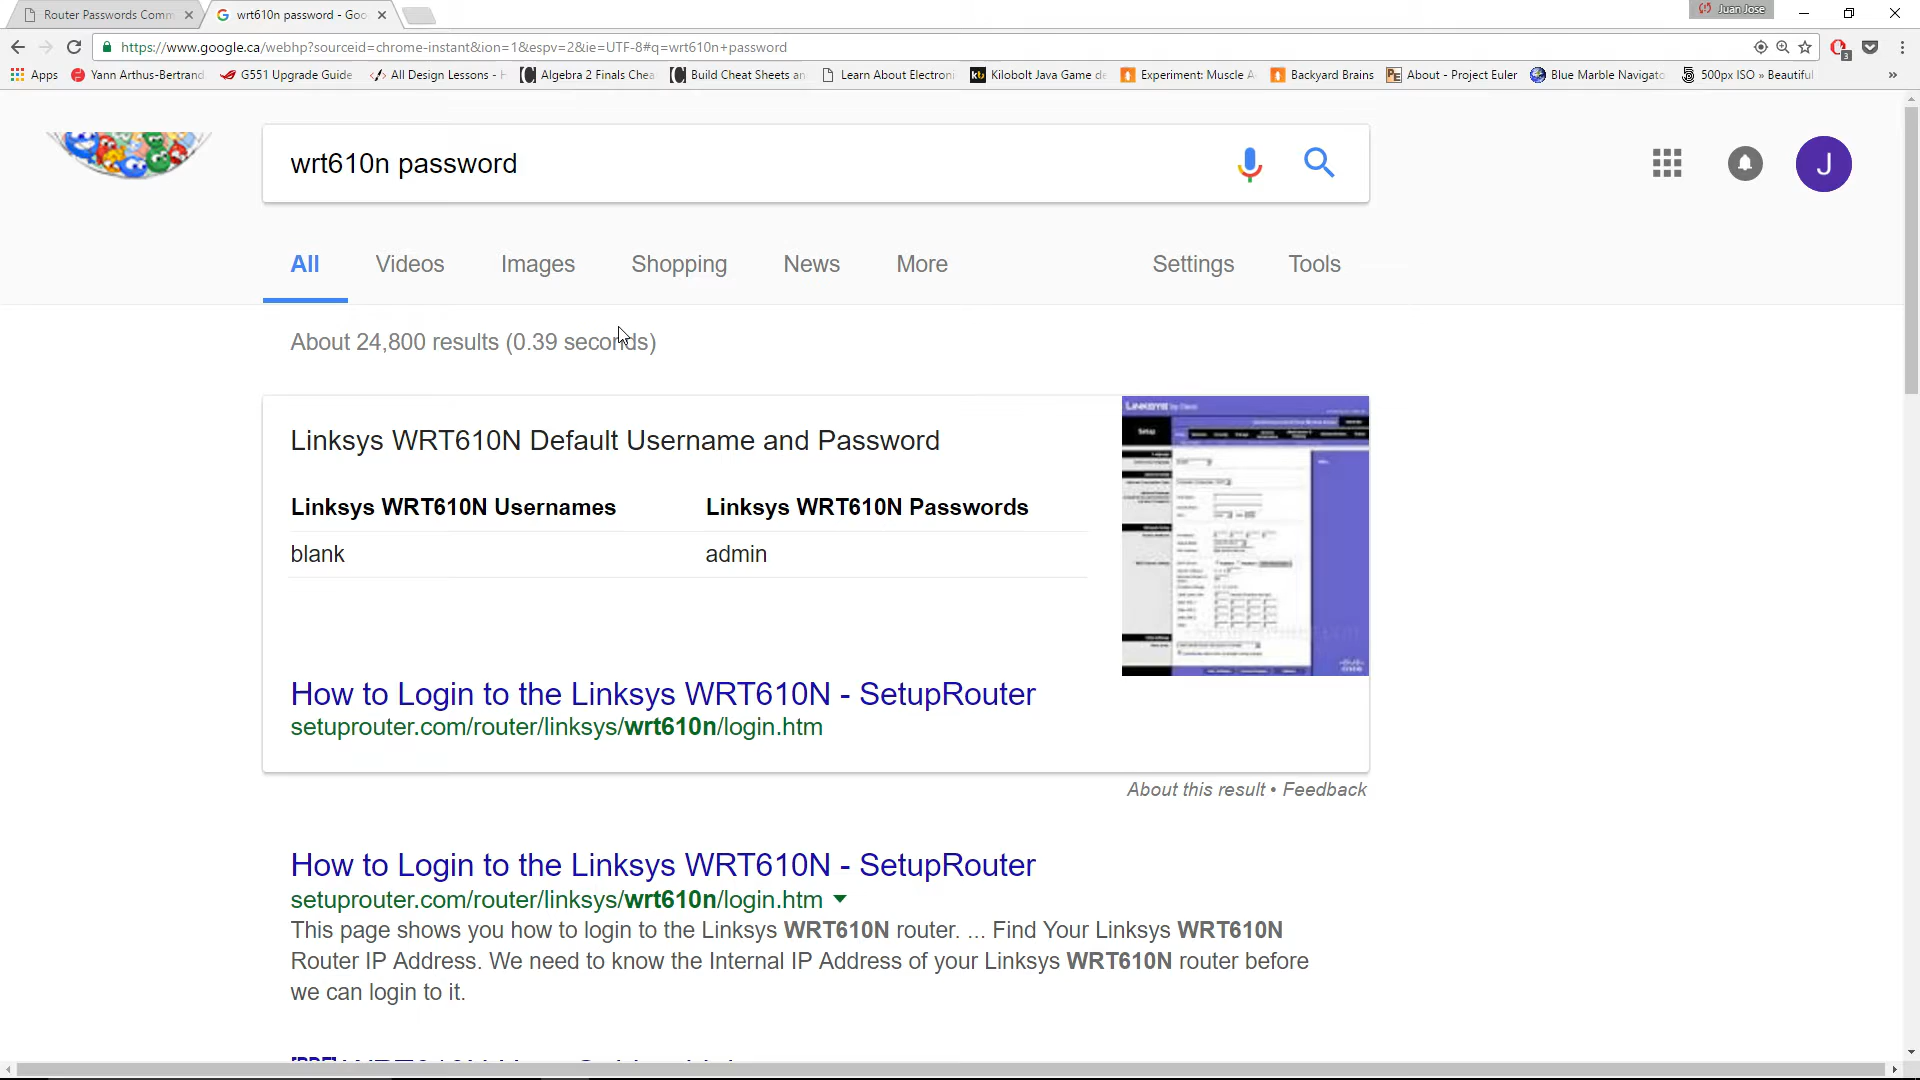 Router Passwords Comm
wrt610n password - Goo
Juan Jose
https://www.google.ca/webhp?sourceid=chrome-instant&ion=1&espv=2&ie=UTF-8#q=wrt610n+password
3
Apps
Yann Arthus-Bertrand
G551 Upgrade Guide
All Design Lessons -
Algebra 2 Finals Chea
Build Cheat Sheets an
Learn About Electroni
Kilobolt Java Game de
Experiment: Muscle A
Backyard Brains
About - Project Euler
Blue Marble Navigato
500px ISO » Beautiful
wrt610n password
J
All
Videos
Images
Shopping
News
More
Settings
Tools
About 24,800 results (0.39 seconds)
Linksys WRT610N Default Username and Password
Linksys WRT610N Usernames Linksys WRT610N Passwords
blank admin
How to Login to the Linksys WRT610N - SetupRouter
setuprouter.com/router/linksys/wrt610n/login.htm
About this result • Feedback
How to Login to the Linksys WRT610N - SetupRouter
setuprouter.com/router/linksys/wrt610n/login.htm
This page shows you how to login to the Linksys WRT610N router. ... Find Your Linksys WRT610N
Router IP Address. We need to know the Internal IP Address of your Linksys WRT610N router before
we can login to it.